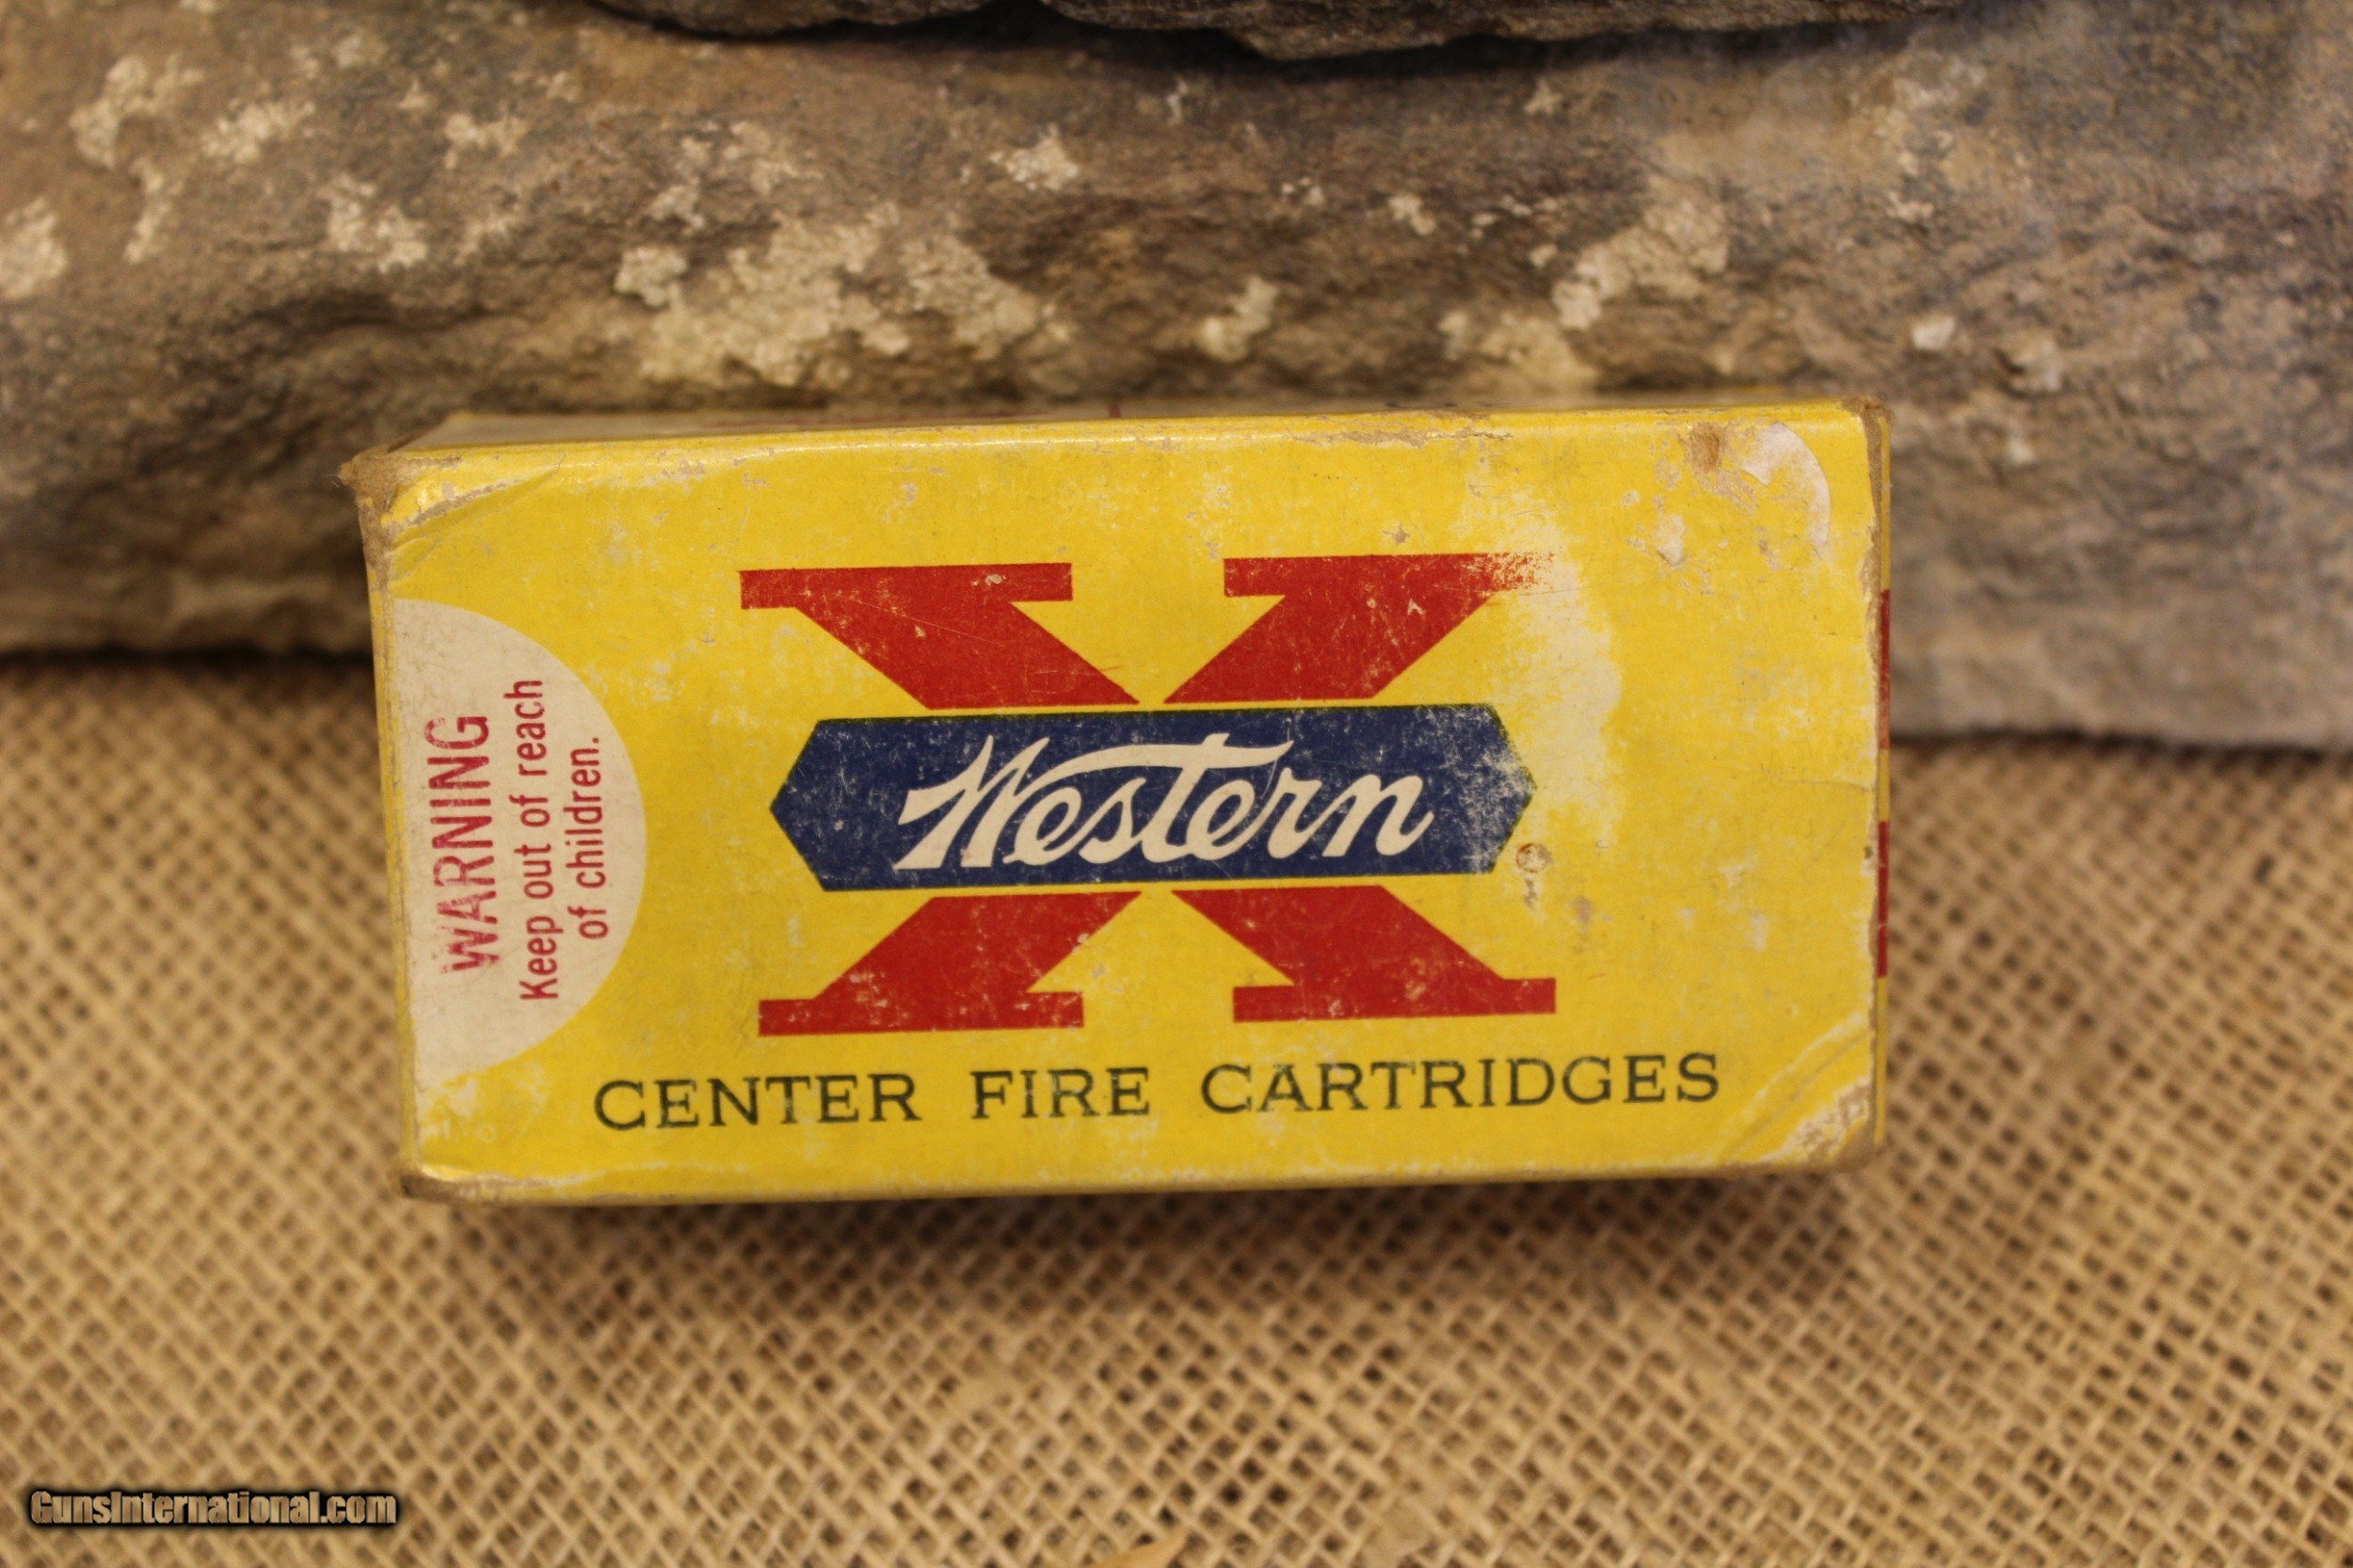 WARNING
Keep out of reach
of children.
X
Western
CENTER FIRE CARTRIDGES
GunsInternational.com